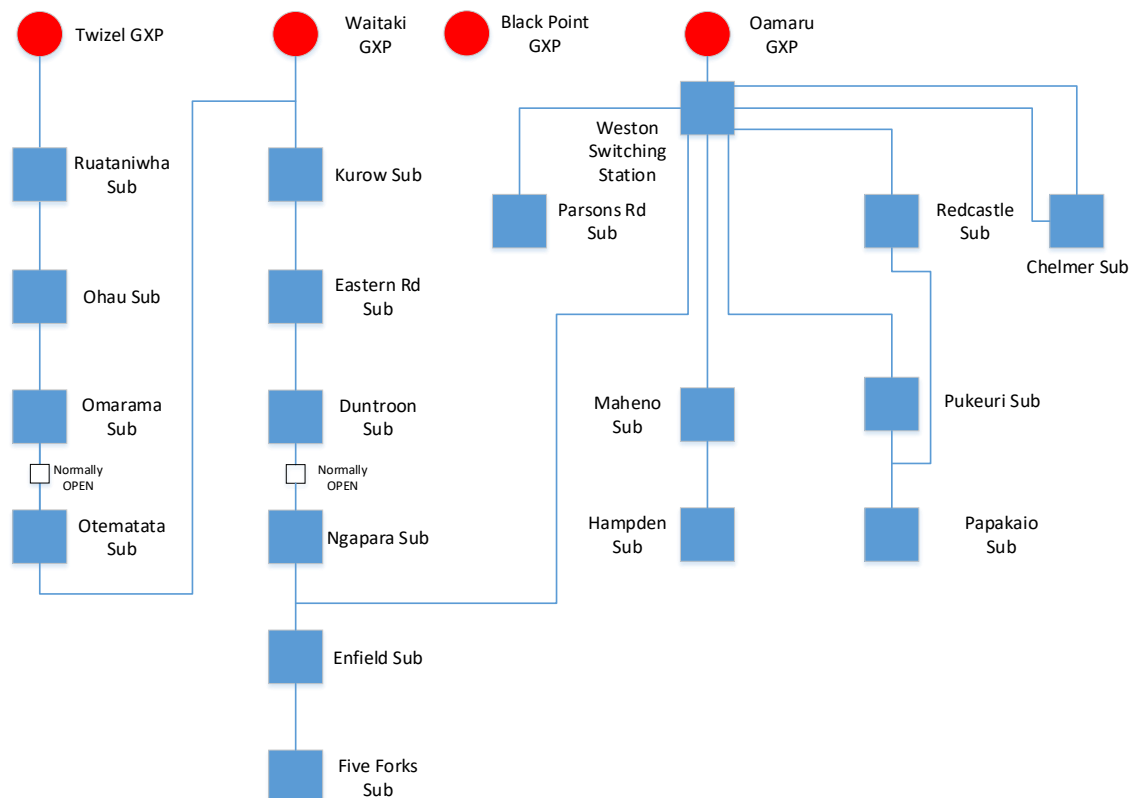 Twizel GXP
Waitaki
GXP
Black Point
GXP
Oamaru
GXP
Ruataniwha
Sub
Kurow Sub
Weston
Switching
Station
Parsons Rd
Sub
Redcastle
Sub
Chelmer Sub
Ohau Sub
Eastern Rd
Sub
Omarama
Sub
Duntroon
Sub
Maheno
Sub
Pukeuri Sub
Normally
OPEN
Normally
OPEN
Otematata
Sub
Ngapara Sub
Hampden
Sub
Papakaio
Sub
Enfield Sub
Five Forks
Sub